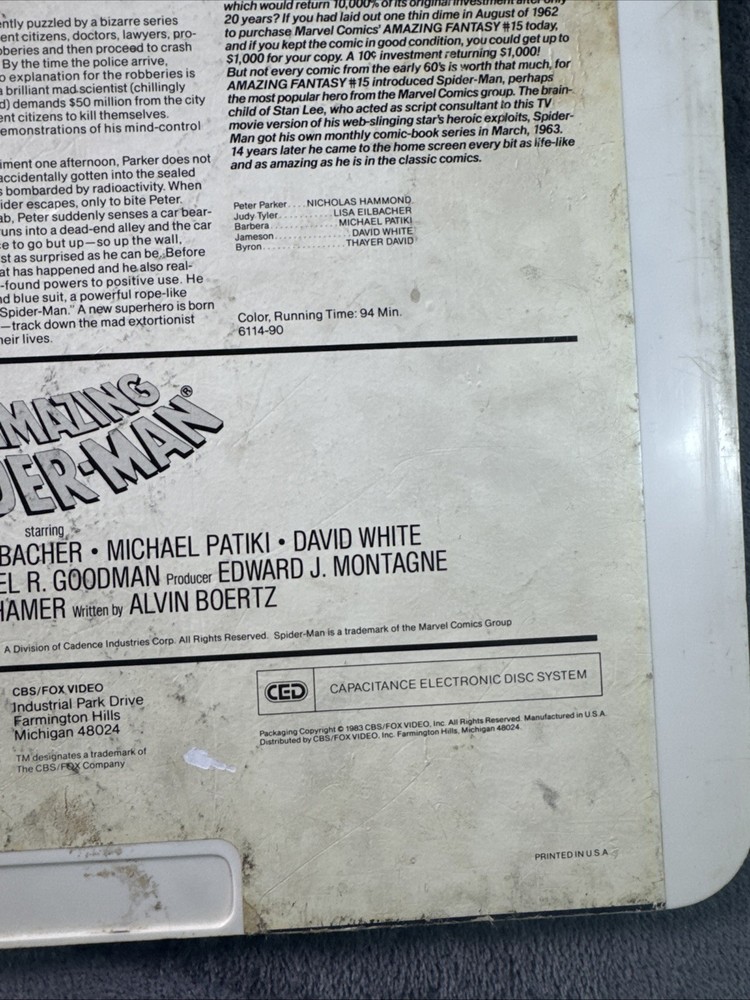 ently puzzled by a bizarre series
ent citizens, doctors, lawyers, pro-
bberies and then proceed to crash
By the time the police arrive,
o explanation for the robberies is
a brilliant mad scientist (chillingly
d) demands $50 million from the city
ent citizens to kill themselves.
emonstrations of his mind-control
iment one afternoon, Parker does not
accidentally gotten into the sealed
s bombarded by radioactivity. When
ider escapes, only to bite Peter.
ab, Peter suddenly senses a car bear-
runs into a dead-end alley and the car
ce to go but up—so up the wall,
st as surprised as he can be. Before
at has happened and he also real-
-found powers to positive use. He
nd blue suit, a powerful rope-like
Spider-Man." A new superhero is born
—track down the mad extortionist
heir lives.
which would return 10,000% of its original investment after only
20 years? If you had laid out one thin dime in August of 1962
to purchase Marvel Comics' AMAZING FANTASY #15 today,
and if you kept the comic in good condition, you could get up to
$1,000 for your copy. A 10¢ investment returning $1,000!
But not every comic from the early 60's is worth that much, for
AMAZING FANTASY #15 introduced Spider-Man, perhaps
the most popular hero from the Marvel Comics group. The brain-
child of Stan Lee, who acted as script consultant to this TV
movie version of his web-slinging star's heroic exploits, Spider-
Man got his own monthly comic-book series in March, 1963.
14 years later he came to the home screen every bit as life-like
and as amazing as he is in the classic comics.
Peter Parker....NICHOLAS HAMMOND
Judy Tyler............LISA EILBACHER
Barbera...............MICHAEL PATIKI
Jameson..................DAVID WHITE
Byron....................THAYER DAVID
Color, Running Time: 94 Min.
6114-90
MAZING
DER-MAN®
starring
BACHER • MICHAEL PATIKI • DAVID WHITE
EL R. GOODMAN Producer EDWARD J. MONTAGNE
HAMER Written by ALVIN BOERTZ
A Division of Cadence Industries Corp. All Rights Reserved. Spider-Man is a trademark of the Marvel Comics Group
CBS/FOX VIDEO
Industrial Park Drive
Farmington Hills
Michigan 48024
TM designates a trademark of
The CBS/FOX Company
CED CAPACITANCE ELECTRONIC DISC SYSTEM
Packaging Copyright © 1983 CBS/FOX VIDEO, Inc. All Rights Reserved. Manufactured in U.S.A.
Distributed by CBS/FOX VIDEO, Inc. Farmington Hills, Michigan 48024.
PRINTED IN U.S.A.